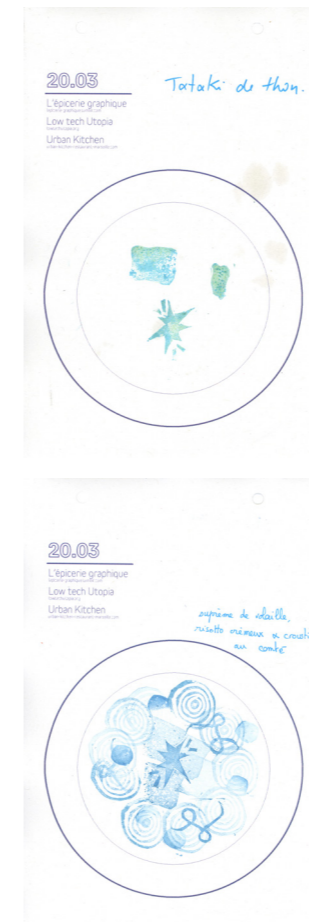 20.03
Tataki de thon.
L'épicerie graphique
Low tech Utopia
Urban Kitchen
20.03
L'épicerie graphique
Low tech Utopia
Urban Kitchen
suprême de volaille,
risotto crémeux &
au comté